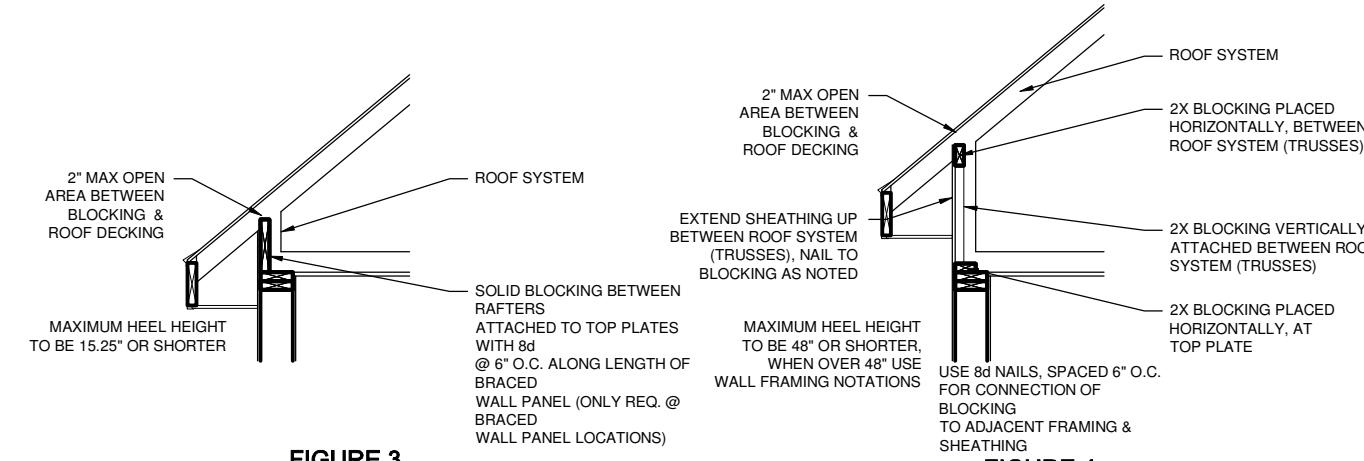 2" MAX OPEN
AREA BETWEEN
BLOCKING &
ROOF DECKING
ROOF SYSTEM
SOLID BLOCKING BETWEEN
RAFTERS
ATTACHED TO TOP PLATES
WITH 8d
@ 6" O.C. ALONG LENGTH OF
BRACED
WALL PANEL (ONLY REQ. @
BRACED
WALL PANEL LOCATIONS)
MAXIMUM HEEL HEIGHT
TO BE 15.25" OR SHORTER
FIGURE 3
2" MAX OPEN
AREA BETWEEN
BLOCKING &
ROOF DECKING
EXTEND SHEATHING UP
BETWEEN ROOF SYSTEM
(TRUSSES), NAIL TO
BLOCKING AS NOTED
MAXIMUM HEEL HEIGHT
TO BE 48" OR SHORTER,
WHEN OVER 48" USE
WALL FRAMING NOTATIONS
ROOF SYSTEM
2X BLOCKING PLACED
HORIZONTALLY, BETWEEN
ROOF SYSTEM (TRUSSES)
2X BLOCKING VERTICALLY
ATTACHED BETWEEN
SYSTEM (TRUSSES)
2X BLOCKING PLACED
HORIZONTALLY, AT
TOP PLATE
USE 8d NAILS, SPACED 6" O.C.
FOR CONNECTION OF
BLOCKING
TO ADJACENT FRAMING &
SHEATHING